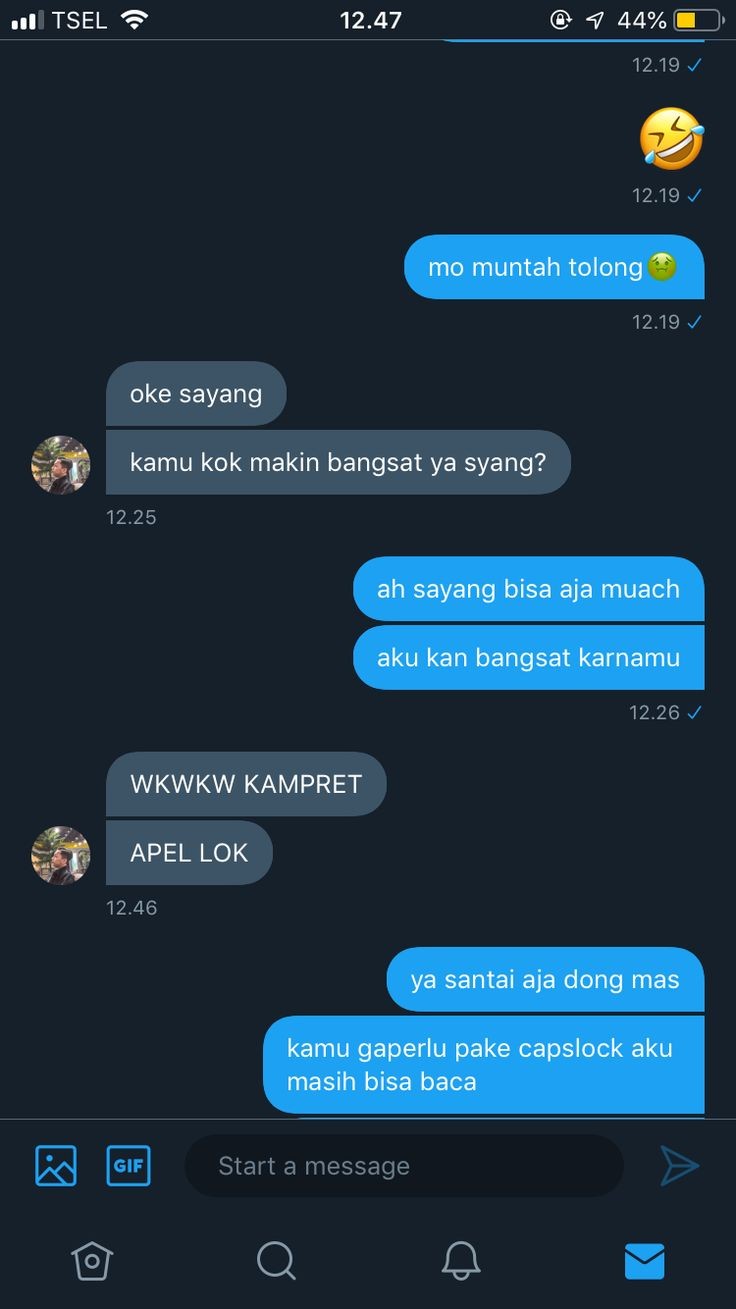 TSEL 12.47 44%
12.19
🤣
12.19
mo muntah tolong🤢
12.19
oke sayang
kamu kok makin bangsat ya syang?
12.25
ah sayang bisa aja muach
aku kan bangsat karnamu
12.26
WKWKW KAMPRET
APEL LOK
12.46
ya santai aja dong mas
kamu gaperlu pake capslock aku
masih bisa baca
GIF Start a message